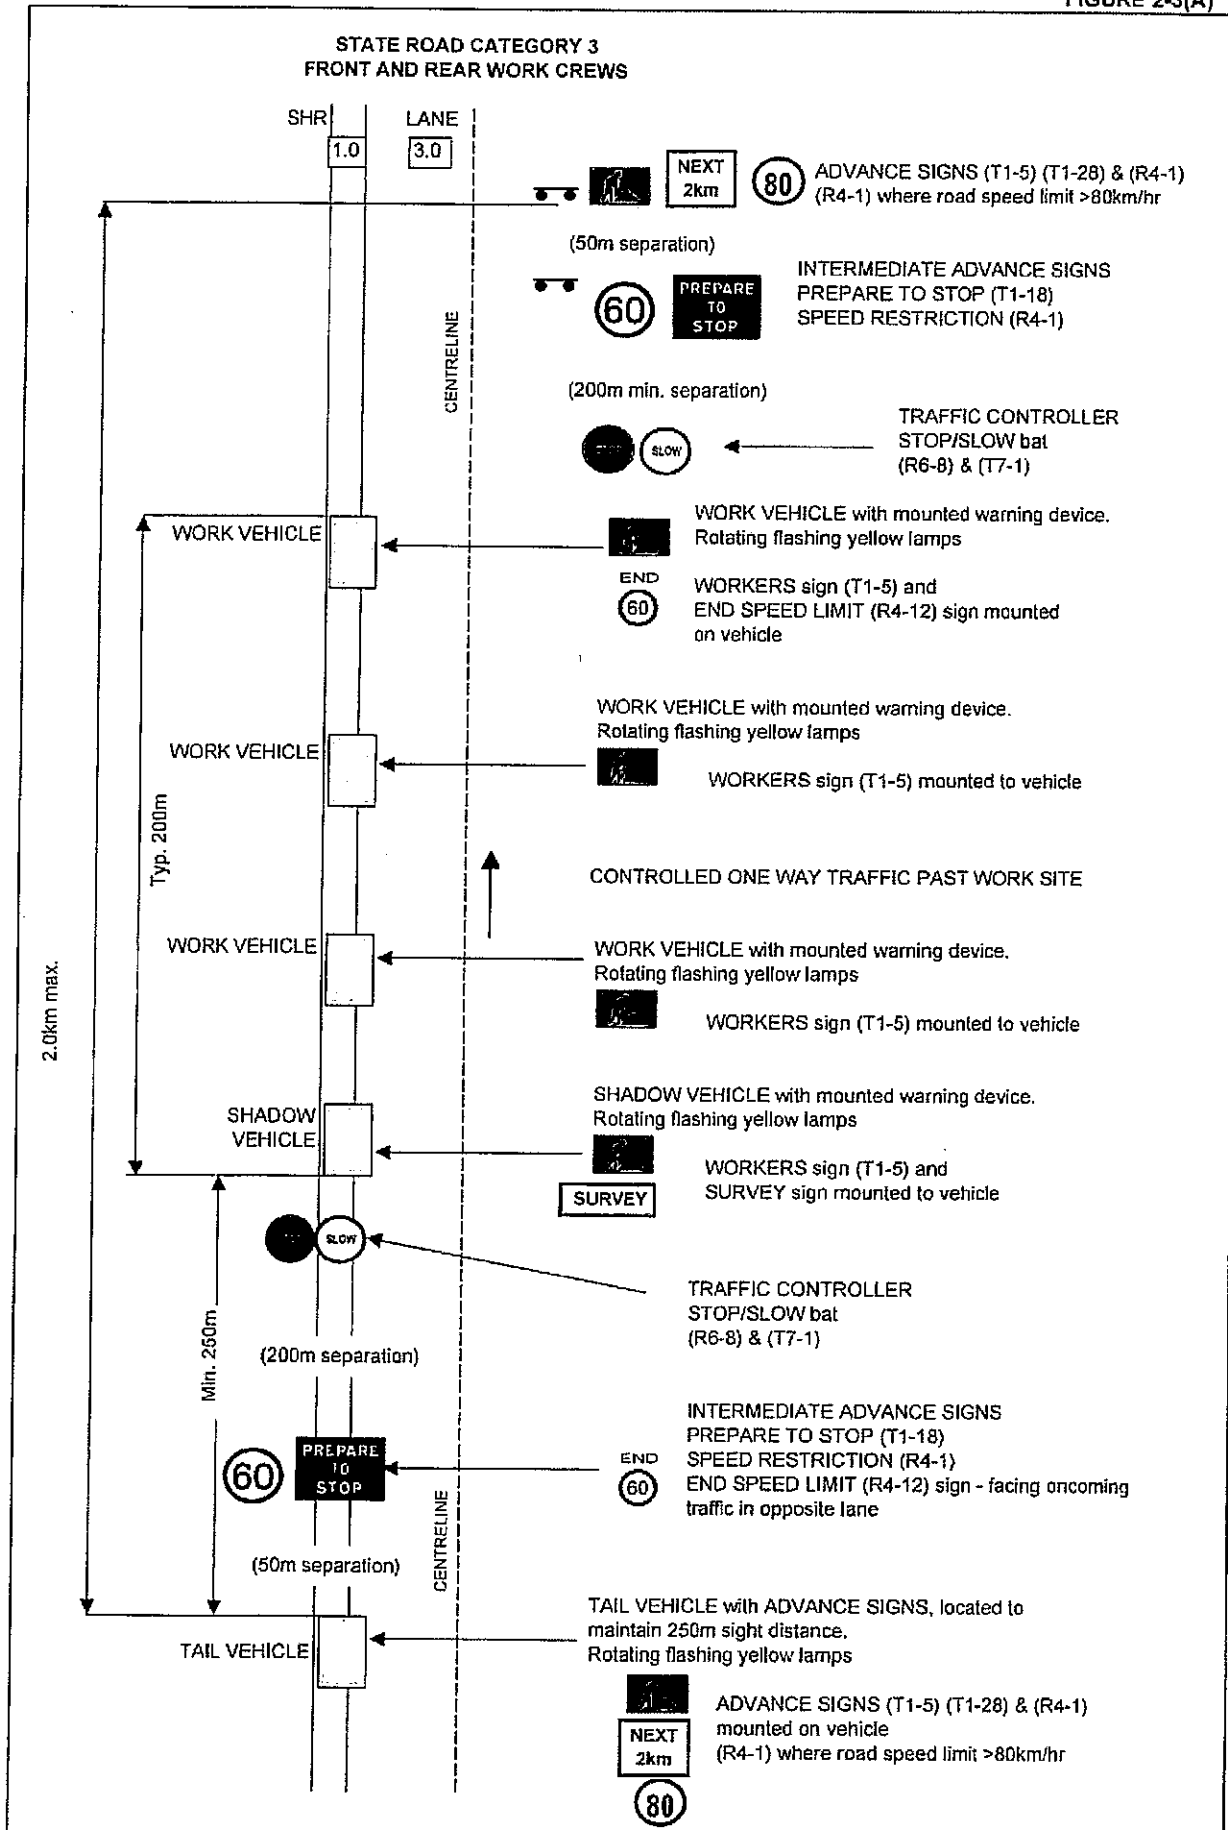 FIGURE 2-3(A)
STATE ROAD CATEGORY 3
FRONT AND REAR WORK CREWS
SHR
LANE
1.0
3.0
NEXT
2km
80
ADVANCE SIGNS (T1-5) (T1-28) & (R4-1)
(R4-1) where road speed limit >80km/hr
(50m separation)
60
PREPARE
TO
STOP
INTERMEDIATE ADVANCE SIGNS
PREPARE TO STOP (T1-18)
SPEED RESTRICTION (R4-1)
CENTRELINE
(200m min. separation)
SLOW
TRAFFIC CONTROLLER
STOP/SLOW bat
(R6-8) & (T7-1)
WORK VEHICLE
WORK VEHICLE with mounted warning device.
Rotating flashing yellow lamps
END
60
WORKERS sign (T1-5) and
END SPEED LIMIT (R4-12) sign mounted
on vehicle
WORK VEHICLE
WORK VEHICLE with mounted warning device.
Rotating flashing yellow lamps
WORKERS sign (T1-5) mounted to vehicle
Typ. 200m
CONTROLLED ONE WAY TRAFFIC PAST WORK SITE
WORK VEHICLE
WORK VEHICLE with mounted warning device.
Rotating flashing yellow lamps
WORKERS sign (T1-5) mounted to vehicle
2.0km max.
SHADOW
VEHICLE
SHADOW VEHICLE with mounted warning device.
Rotating flashing yellow lamps
SURVEY
WORKERS sign (T1-5) and
SURVEY sign mounted to vehicle
SLOW
TRAFFIC CONTROLLER
STOP/SLOW bat
(R6-8) & (T7-1)
Min. 250m
(200m separation)
60
PREPARE
TO
STOP
END
60
INTERMEDIATE ADVANCE SIGNS
PREPARE TO STOP (T1-18)
SPEED RESTRICTION (R4-1)
END SPEED LIMIT (R4-12) sign - facing oncoming
traffic in opposite lane
CENTRELINE
(50m separation)
TAIL VEHICLE
TAIL VEHICLE with ADVANCE SIGNS, located to
maintain 250m sight distance.
Rotating flashing yellow lamps
NEXT
2km
80
ADVANCE SIGNS (T1-5) (T1-28) & (R4-1)
mounted on vehicle
(R4-1) where road speed limit >80km/hr